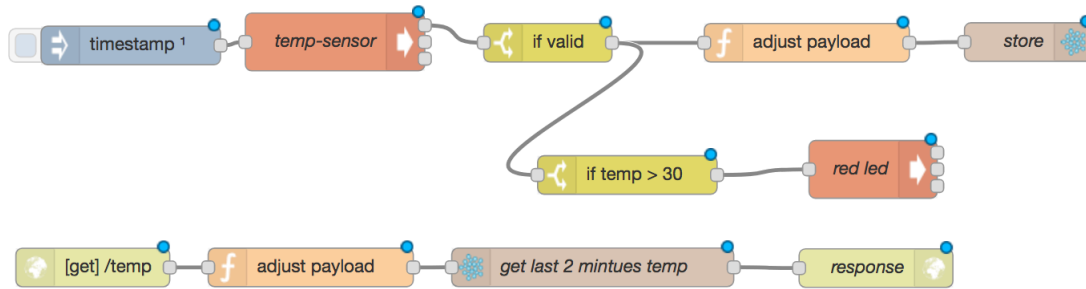 timestamp ¹
temp-sensor
if valid
adjust payload
store
if temp > 30
red led
[get] /temp
adjust payload
get last 2 mintues temp
response